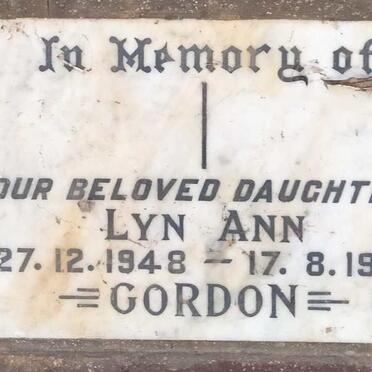 In Memory of
OUR BELOVED DAUGHT
LYN ANN
27. 12. 1948 — 17. 8. 19
GORDON